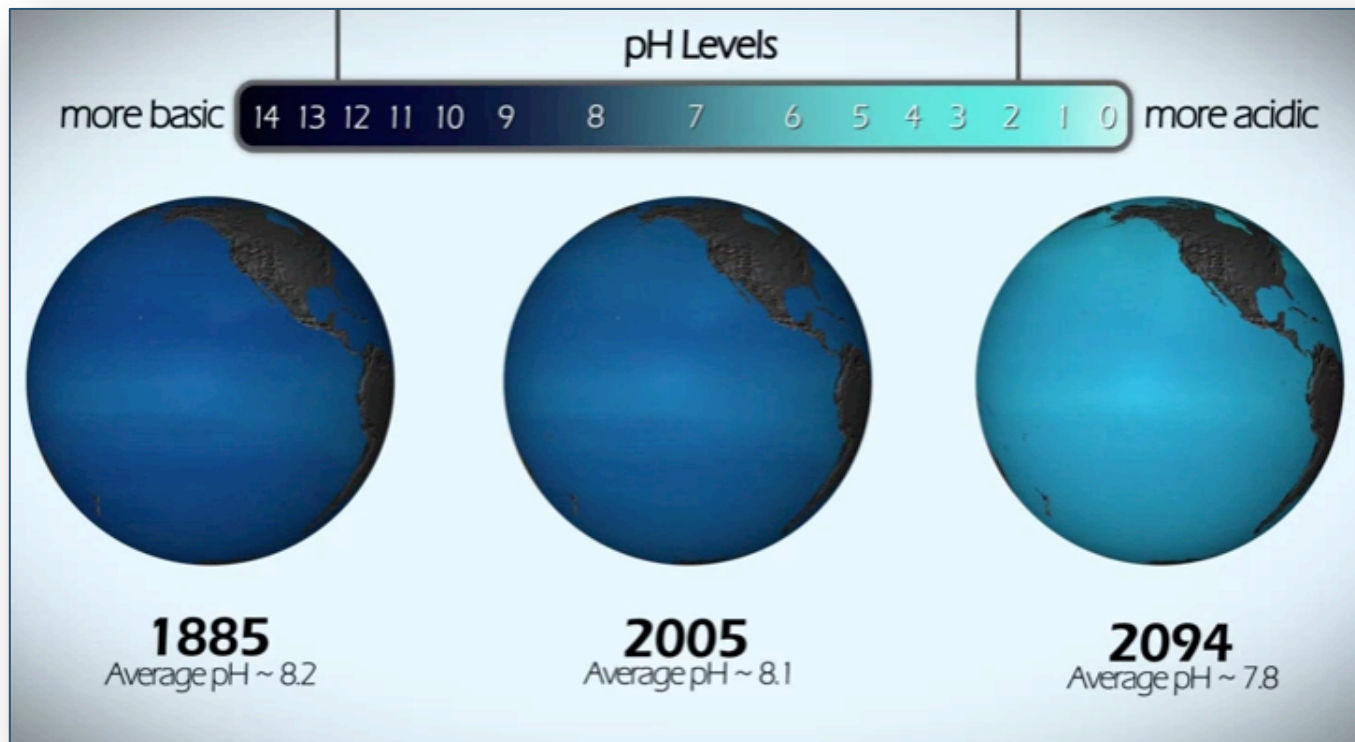 pH Levels
more basic 14 13 12 11 10 9 8 7 6 5 4 3 2 1 0 more acidic
1885
Average pH ~ 8.2
2005
Average pH ~ 8.1
2094
Average pH ~ 7.8